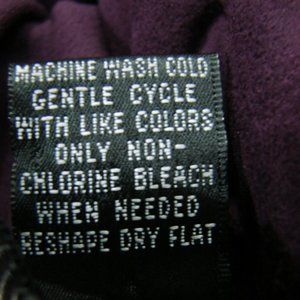 MACHINE WASH COLD
GENTLE CYCLE
WITH LIKE COLORS
ONLY NON-
CHLORINE BLEACH
WHEN NEEDED
RESHAPE DRY FLAT